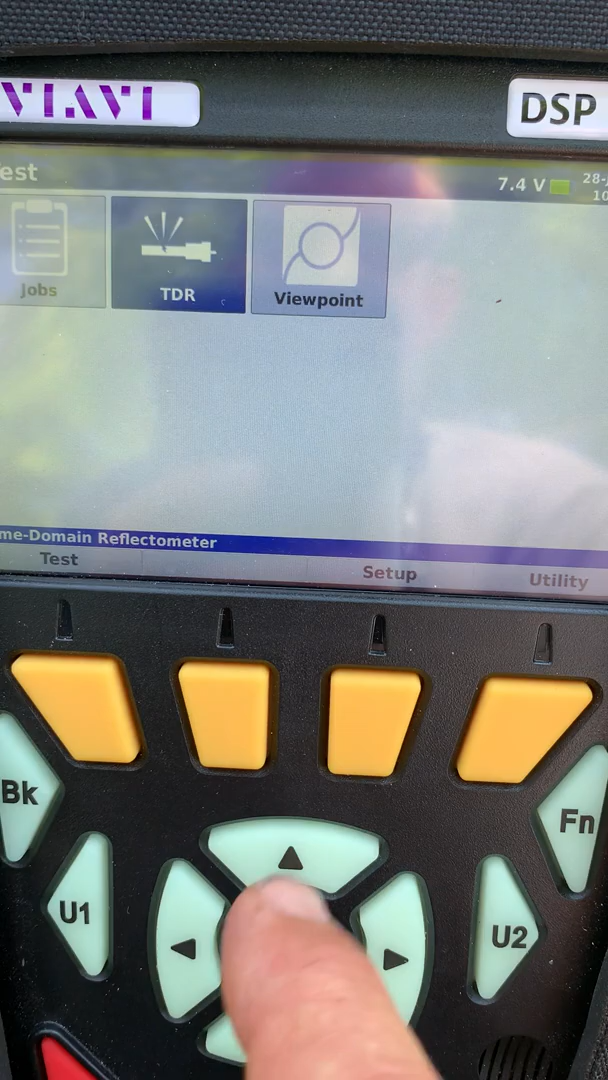 VIAVI
DSP
est
7.4 V
28-
10
Jobs
TDR
Viewpoint
me-Domain Reflectometer
Test
Setup
Utility
Bk
Fn
U1
U2